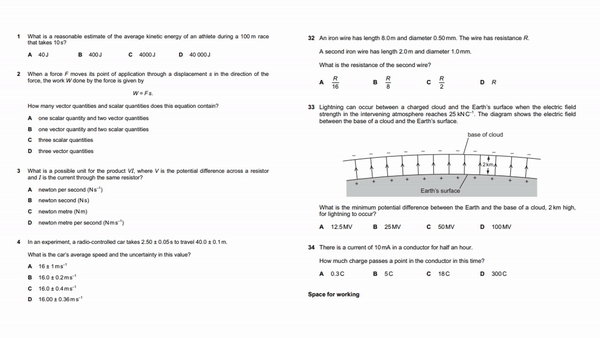 1 What is a reasonable estimate of the average kinetic energy of an athlete during a 100 m race
that takes 10 s?
A 40 J B 400 J C 4000 J D 40 000 J
2 When a force F moves its point of application through a displacement s in the direction of the
force, the work W done by the force is given by
W = Fs.
How many vector quantities and scalar quantities does this equation contain?
A one scalar quantity and two vector quantities
B one vector quantity and two scalar quantities
C three scalar quantities
D three vector quantities
3 What is a possible unit for the product VI, where V is the potential difference across a resistor
and I is the current through the same resistor?
A newton per second (N s⁻¹)
B newton second (N s)
C newton metre (N m)
D newton metre per second (N m s⁻¹)
4 In an experiment, a radio-controlled car takes 2.50 ± 0.05 s to travel 40.0 ± 0.1 m.
What is the car's average speed and the uncertainty in this value?
A 16 ± 1 m s⁻¹
B 16.0 ± 0.2 m s⁻¹
C 16.0 ± 0.4 m s⁻¹
D 16.00 ± 0.36 m s⁻¹
32 An iron wire has length 8.0 m and diameter 0.50 mm. The wire has resistance R.
A second iron wire has length 2.0 m and diameter 1.0 mm.
What is the resistance of the second wire?
A R/16 B R/8 C R/2 D R
33 Lightning can occur between a charged cloud and the Earth's surface when the electric field
strength in the intervening atmosphere reaches 25 kN C⁻¹. The diagram shows the electric field
between the base of a cloud and the Earth's surface.
base of cloud
2 km
Earth's surface
What is the minimum potential difference between the Earth and the base of a cloud, 2 km high,
for lightning to occur?
A 12.5 MV B 25 MV C 50 MV D 100 MV
34 There is a current of 10 mA in a conductor for half an hour.
How much charge passes a point in the conductor in this time?
A 0.3 C B 5 C C 18 C D 300 C
Space for working